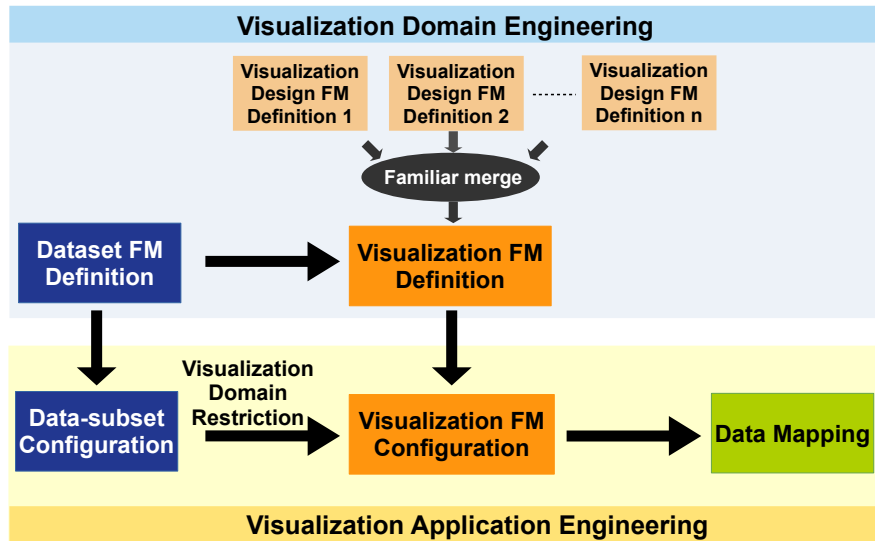 Visualization Domain Engineering
Visualization
Design FM
Definition 1
Visualization
Design FM
Definition 2
Visualization
Design FM
Definition n
Familiar merge
Dataset FM
Definition
Visualization FM
Definition
Visualization
Domain
Restriction
Data-subset
Configuration
Visualization FM
Configuration
Data Mapping
Visualization Application Engineering